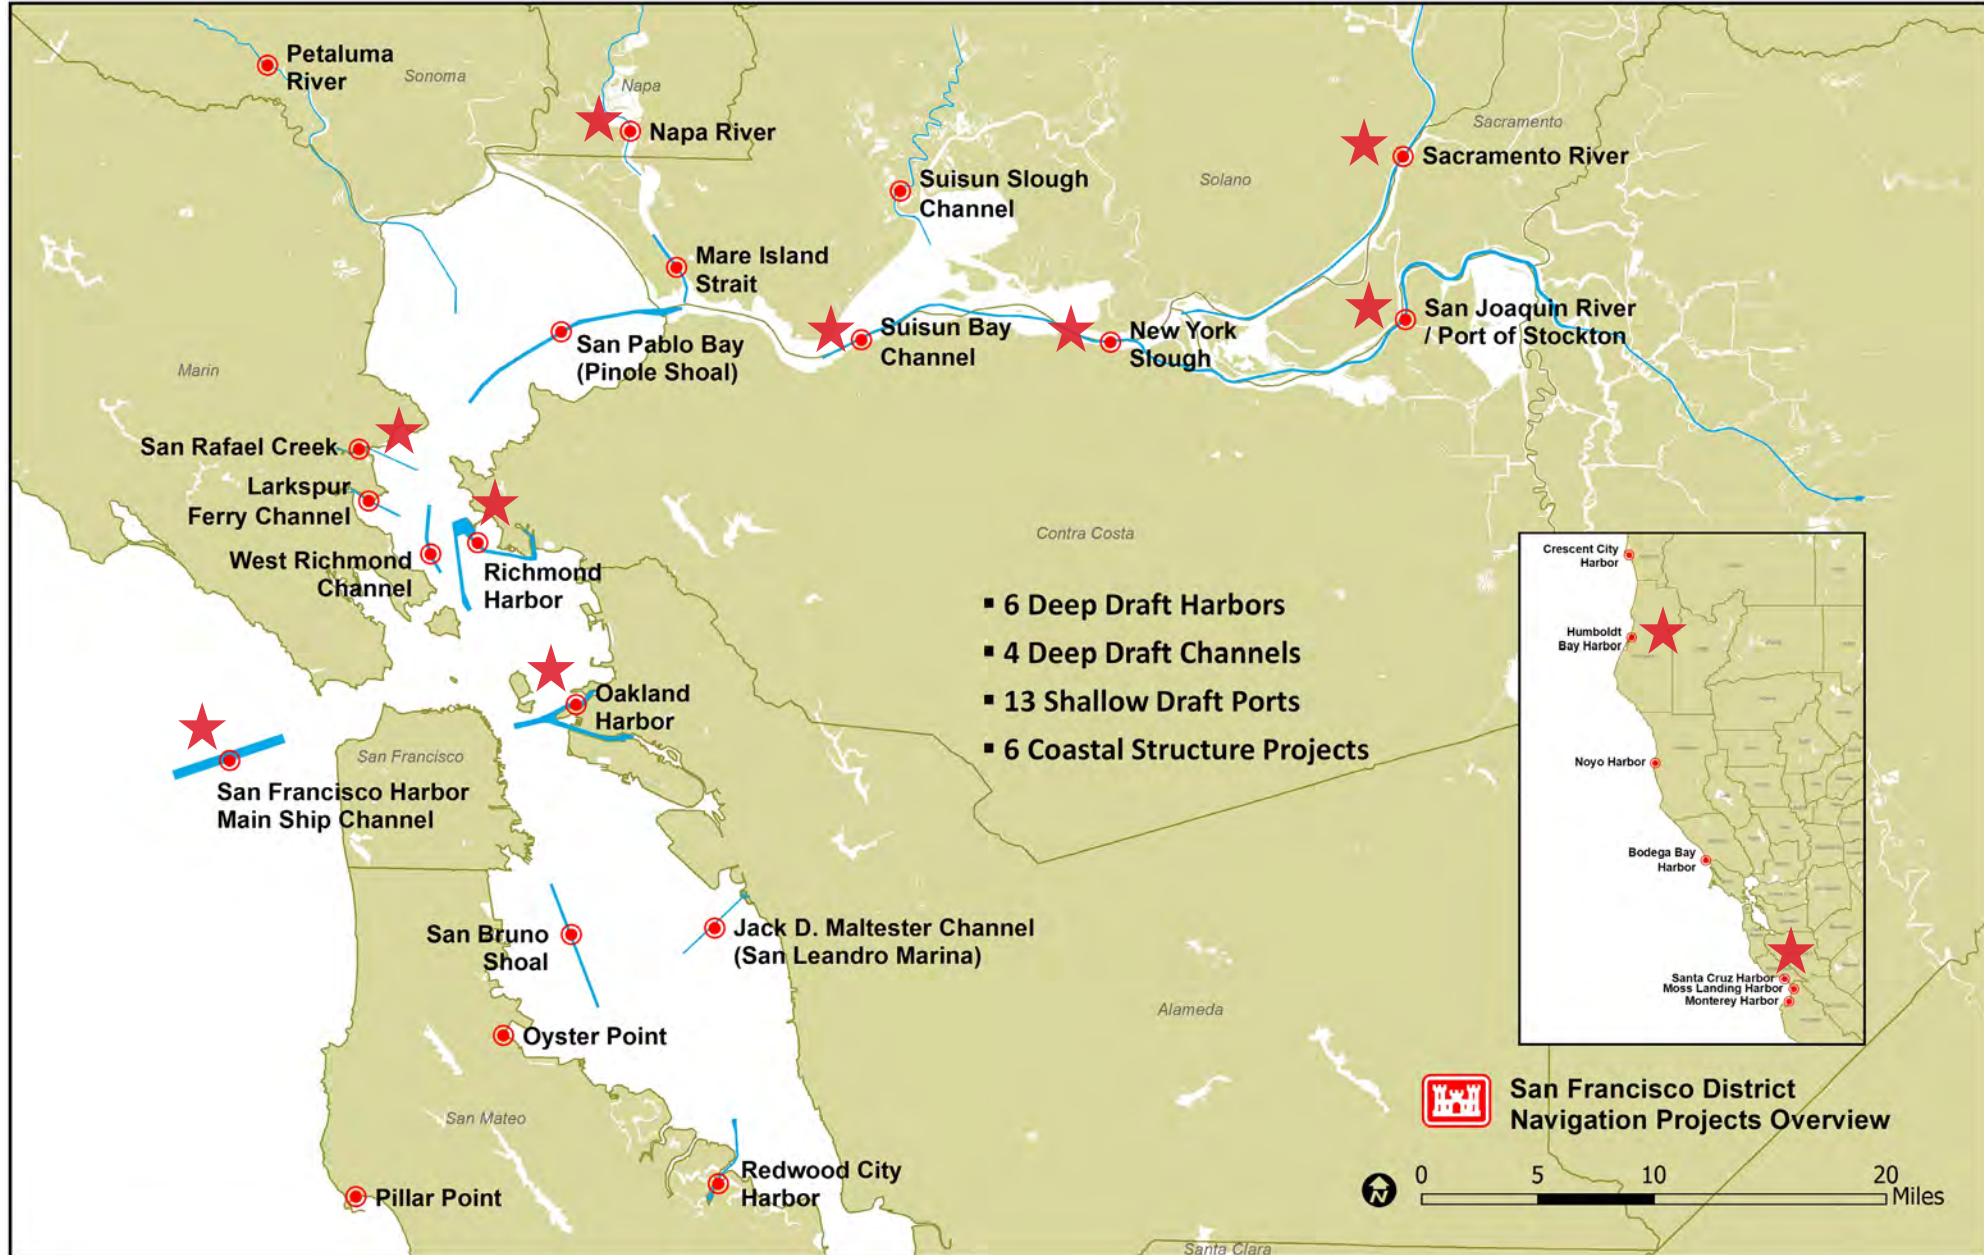 Petaluma
River
Sonoma
Napa
Napa River
Sacramento
Sacramento River
Suisun Slough
Channel
Solano
Mare Island
Strait
San Pablo Bay
(Pinole Shoal)
Suisun Bay
Channel
New York
Slough
San Joaquin River
/ Port of Stockton
Marin
San Rafael Creek
Larkspur
Ferry Channel
West Richmond
Channel
Richmond
Harbor
Contra Costa
▪ 6 Deep Draft Harbors
▪ 4 Deep Draft Channels
▪ 13 Shallow Draft Ports
▪ 6 Coastal Structure Projects
Oakland
Harbor
San Francisco
San Francisco Harbor
Main Ship Channel
San Bruno
Shoal
Jack D. Maltester Channel
(San Leandro Marina)
Oyster Point
Alameda
San Mateo
Redwood City
Harbor
Pillar Point
Santa Clara
Crescent City
Harbor
Humboldt
Bay Harbor
Noyo Harbor
Bodega Bay
Harbor
Santa Cruz Harbor
Moss Landing Harbor
Monterey Harbor
San Francisco District
Navigation Projects Overview
N
0 5 10 20
Miles